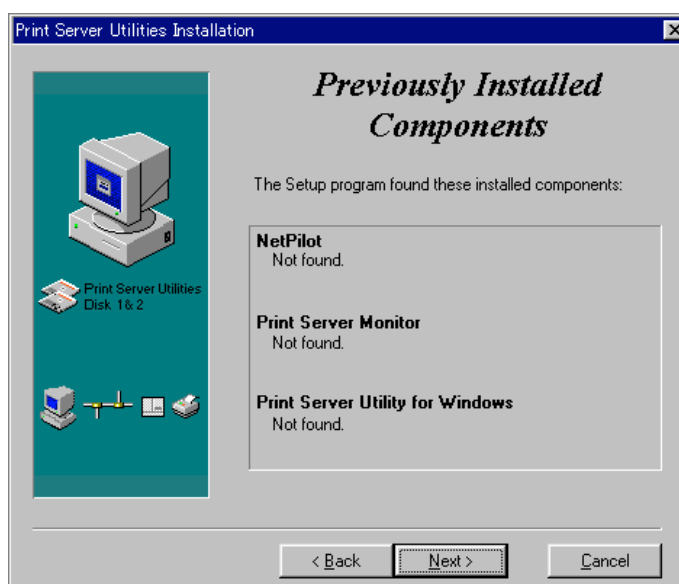 Print Server Utilities Installation
Previously Installed
Components
The Setup program found these installed components:
Print Server Utilities
Disk 1 & 2
NetPilot
Not found.
Print Server Monitor
Not found.
Print Server Utility for Windows
Not found.
< Back
Next >
Cancel